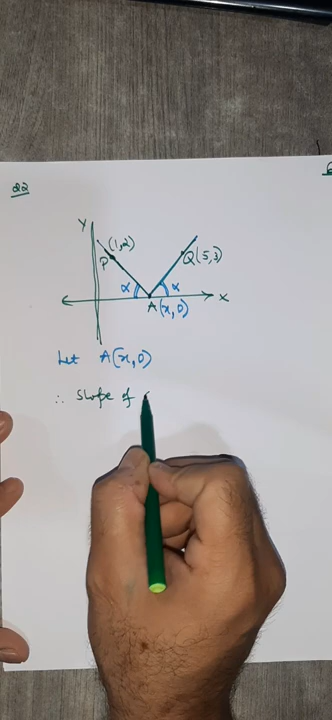 Q2
Y
(1,2)
P
Q(5,3)
α
α
X
A(x,0)
Let A(x,0)
∴ Slope of